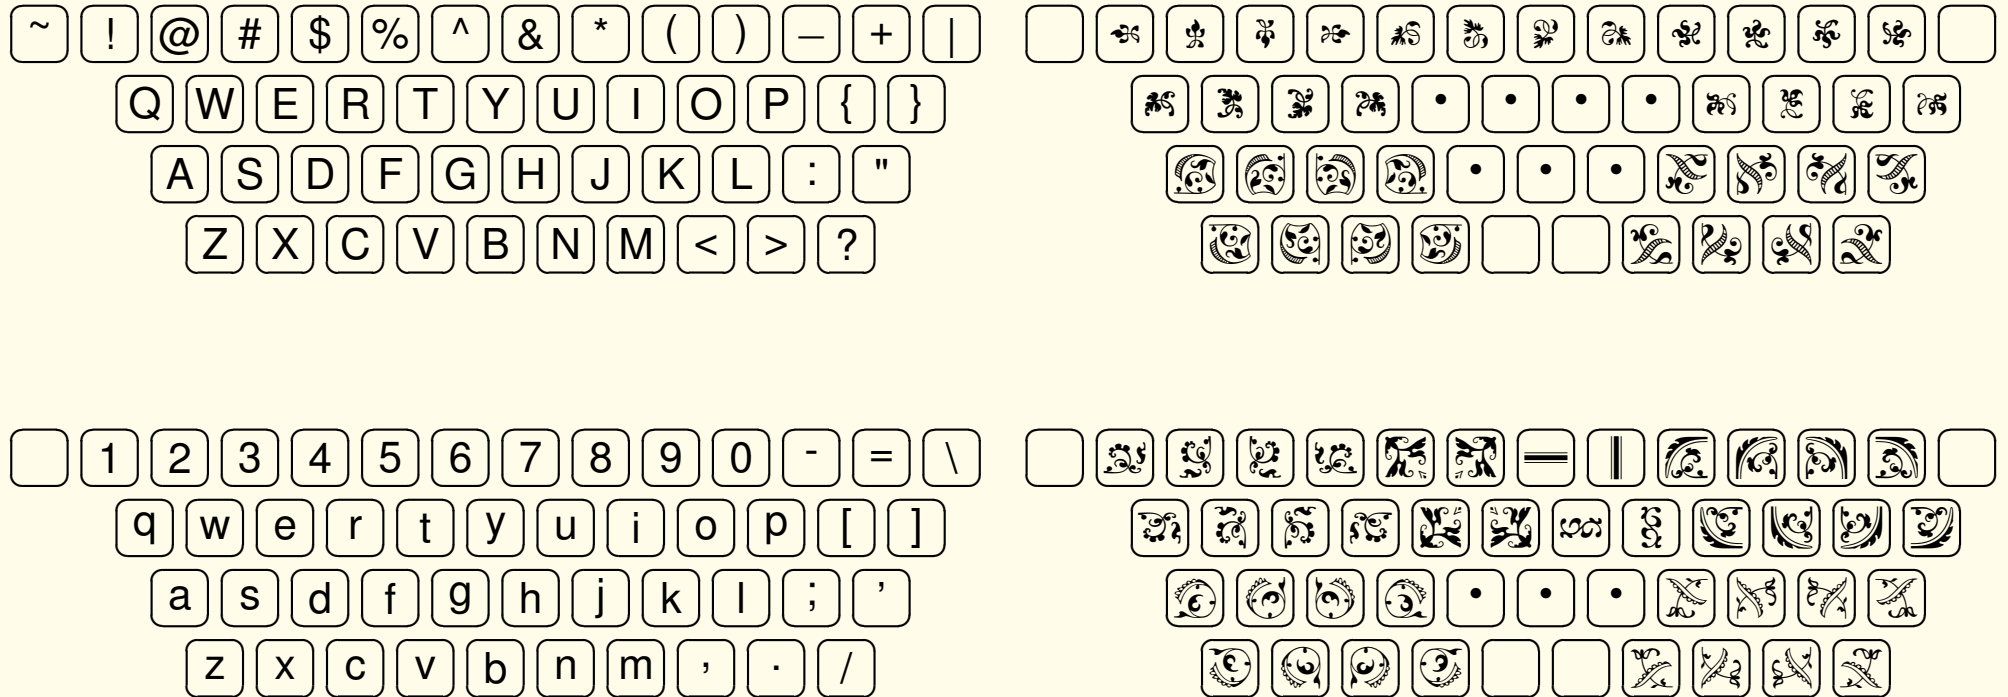 ~ ! @ # $ % ^ & * ( ) _ + |
Q W E R T Y U I O P { }
A S D F G H J K L : "
Z X C V B N M < > ?
1 2 3 4 5 6 7 8 9 0 - = \
q w e r t y u i o p [ ]
a s d f g h j k l ; ’
z x c v b n m , . /